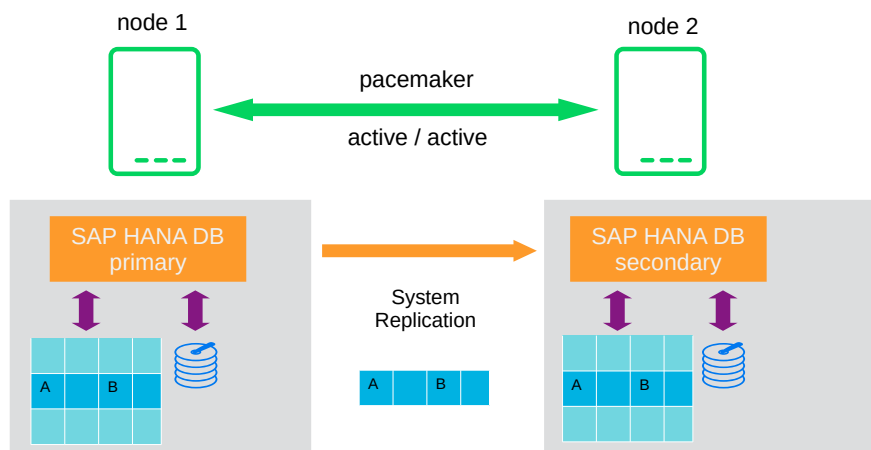 node 1
node 2
pacemaker
active / active
SAP HANA DB
primary
SAP HANA DB
secondary
System
Replication
A B
A B
A B